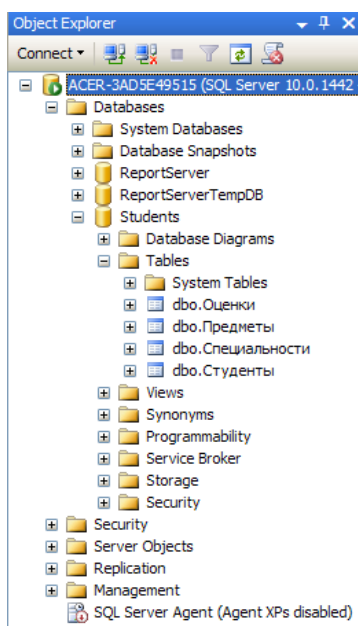 Object Explorer
Connect
ACER-3AD5E49515 (SQL Server 10.0.1442
Databases
System Databases
Database Snapshots
ReportServer
ReportServerTempDB
Students
Database Diagrams
Tables
System Tables
dbo.Оценки
dbo.Предметы
dbo.Специальности
dbo.Студенты
Views
Synonyms
Programmability
Service Broker
Storage
Security
Security
Server Objects
Replication
Management
SQL Server Agent (Agent XPs disabled)